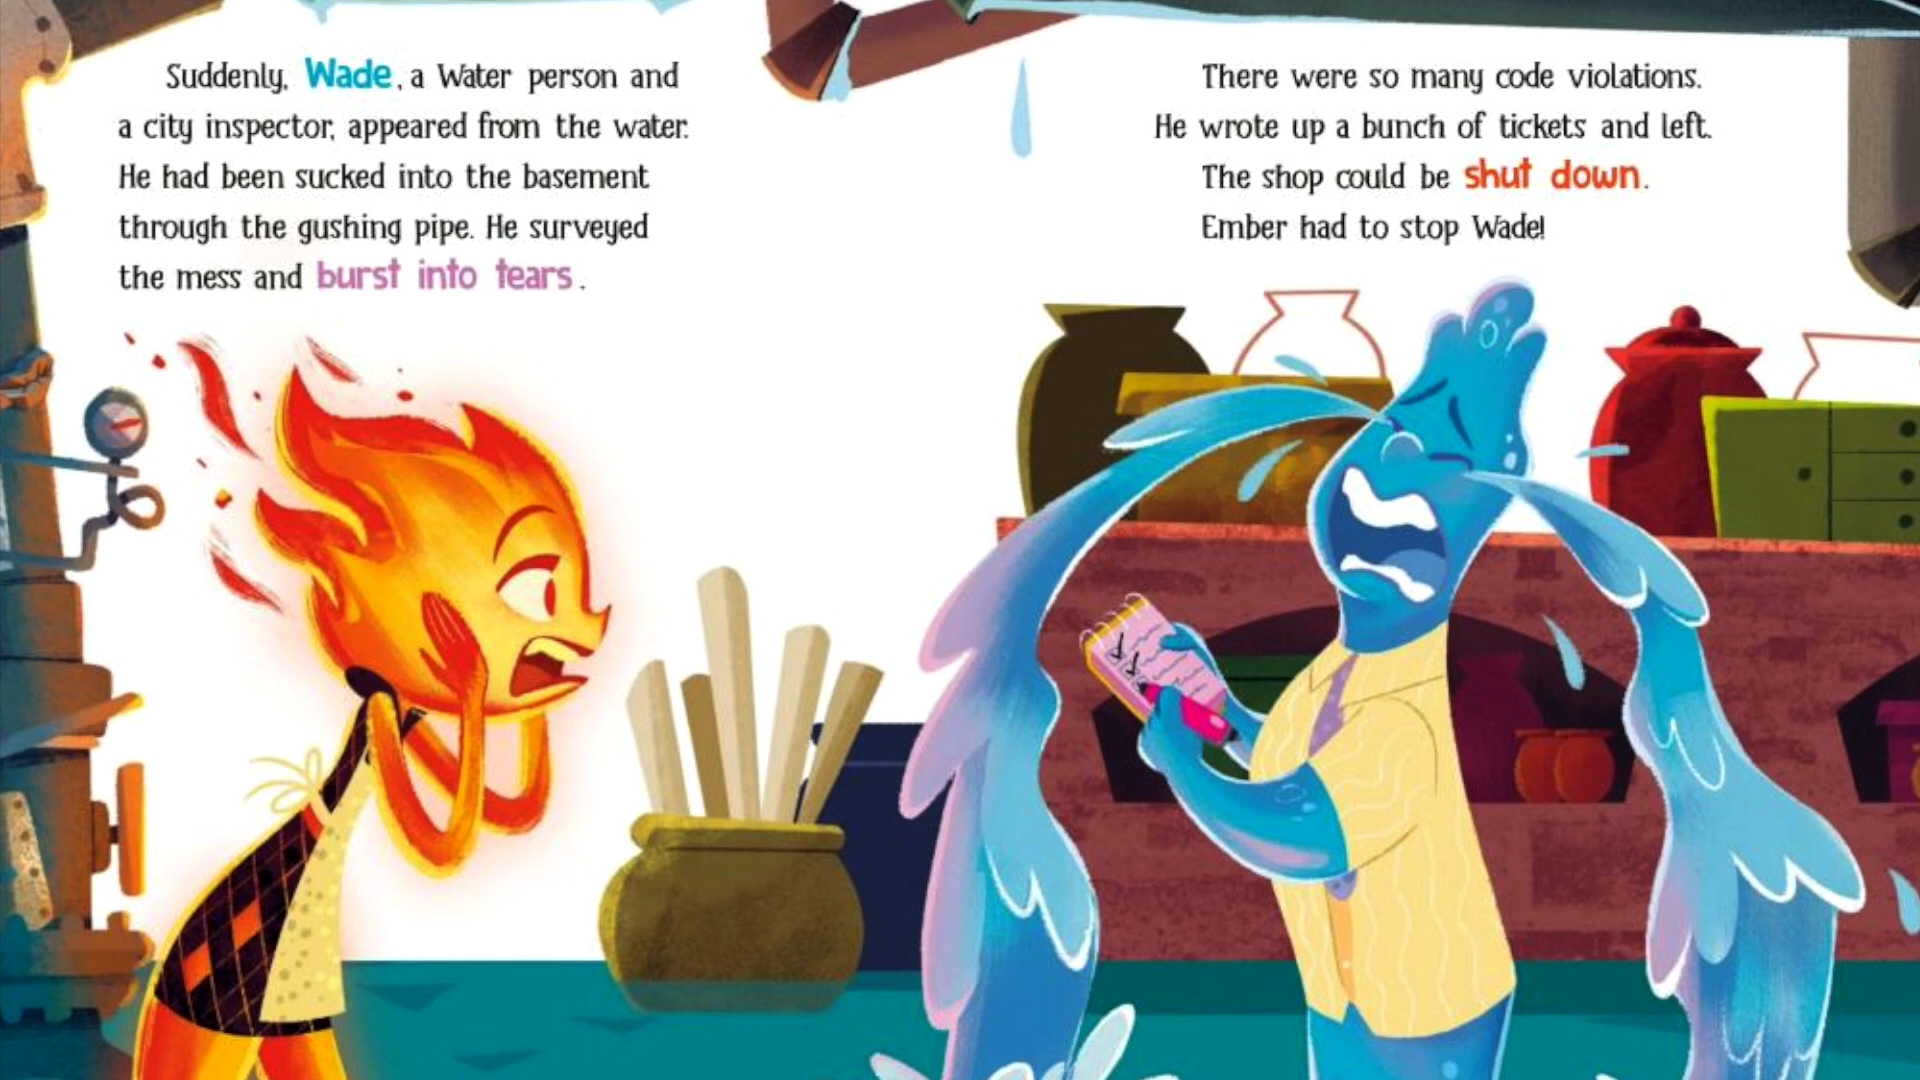 Suddenly, Wade, a Water person and
a city inspector, appeared from the water.
He had been sucked into the basement
through the gushing pipe. He surveyed
the mess and burst into tears.
There were so many code violations.
He wrote up a bunch of tickets and left.
The shop could be shut down.
Ember had to stop Wade!